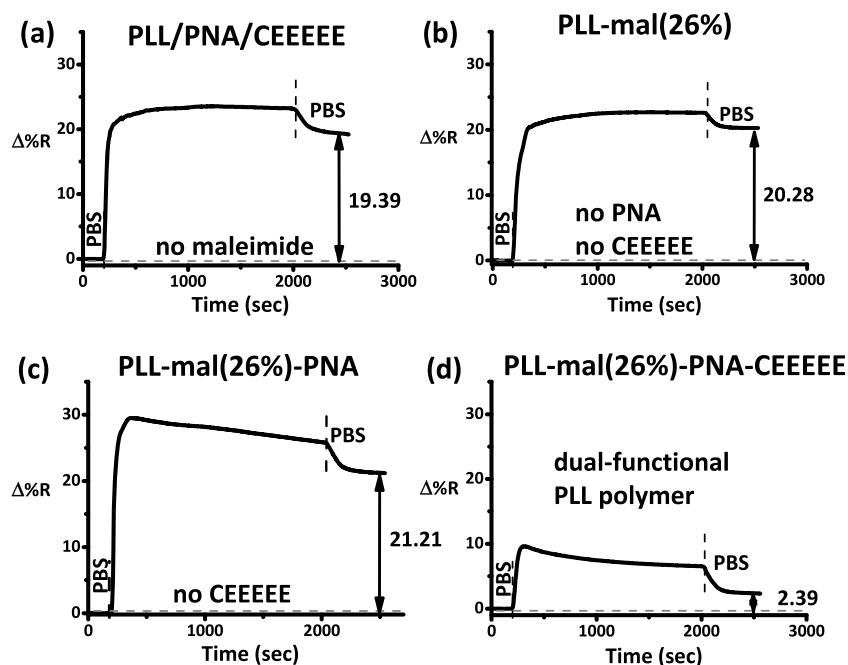 (a) PLL/PNA/CEEEEE
30
20
10
0
Δ%R
PBS
PBS
19.39
no maleimide
0 1000 2000 3000
Time (sec)
(b) PLL-mal(26%)
30
20
10
0
Δ%R
PBS
PBS
20.28
no PNA
no CEEEEE
0 1000 2000 3000
Time (sec)
(c) PLL-mal(26%)-PNA
30
20
10
0
Δ%R
PBS
PBS
21.21
no CEEEEE
0 1000 2000
Time (sec)
(d) PLL-mal(26%)-PNA-CEEEEE
30
20
10
0
Δ%R
dual-functional
PLL polymer
PBS
PBS
2.39
0 1000 2000 3000
Time (sec)